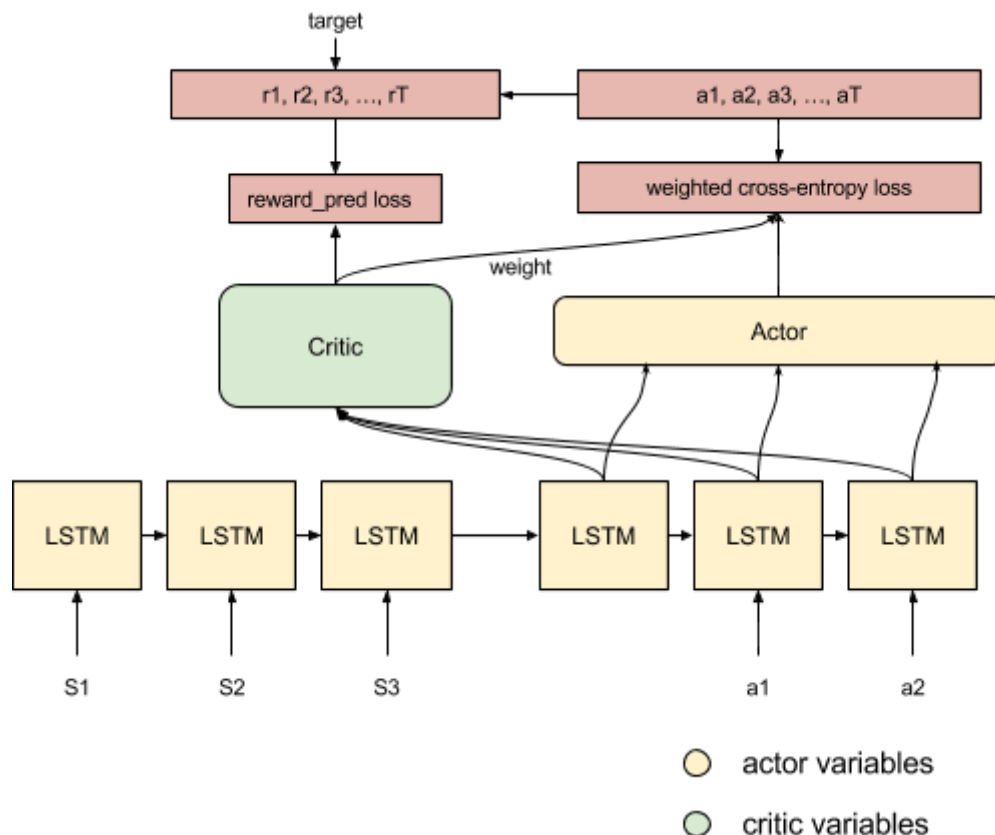 target
r1, r2, r3, ..., rT
a1, a2, a3, ..., aT
reward_pred loss
weighted cross-entropy loss
weight
Critic
Actor
LSTM
LSTM
LSTM
LSTM
LSTM
LSTM
S1
S2
S3
a1
a2
actor variables
critic variables